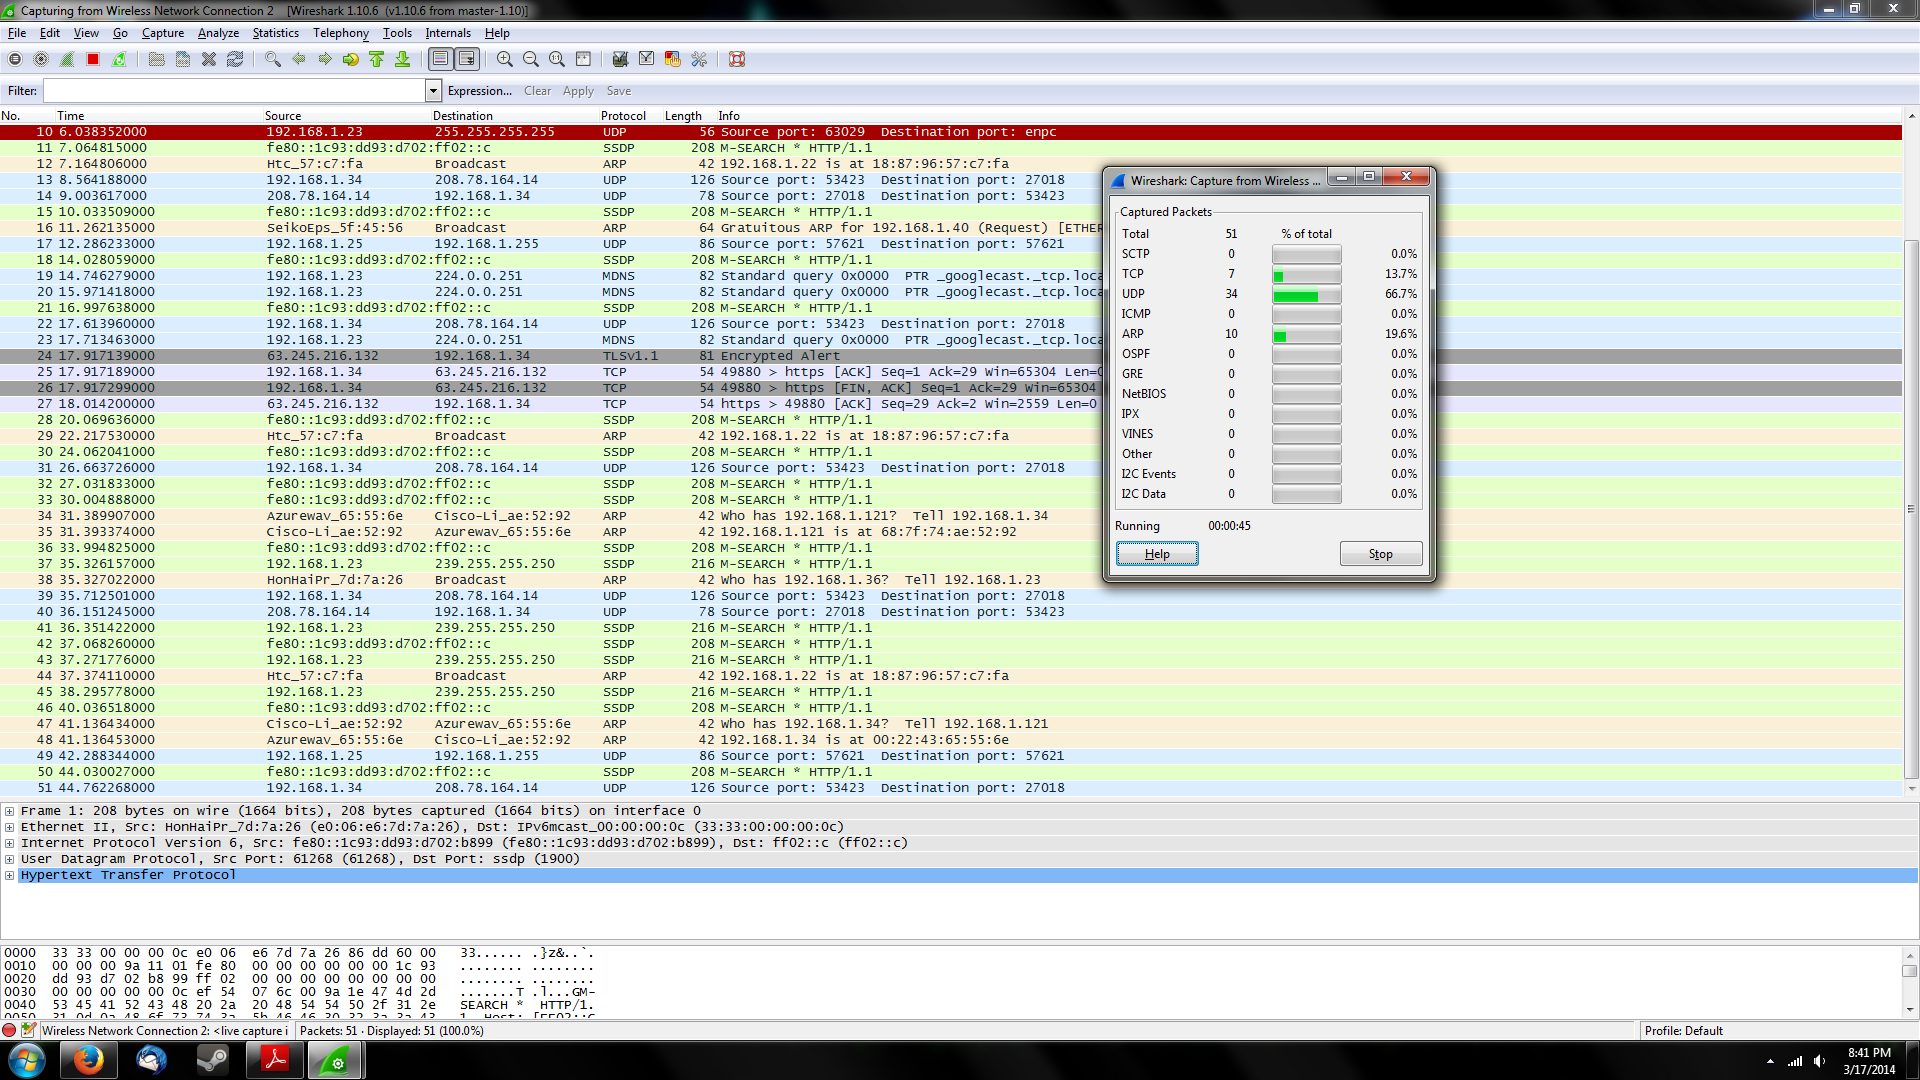 Capturing from Wireless Network Connection 2   [Wireshark 1.10.6  (v1.10.6 from master-1.10)]
File Edit View Go Capture Analyze Statistics Telephony Tools Internals Help
Filter: Expression... Clear Apply Save
No. Time Source Destination Protocol Length Info
10 6.038352000 192.168.1.23 255.255.255.255 UDP 56 Source port: 63029  Destination port: enpc
11 7.064815000 fe80::1c93:dd93:d702: ff02::c SSDP 208 M-SEARCH * HTTP/1.1
12 7.164806000 Htc_57:c7:fa Broadcast ARP 42 192.168.1.22 is at 18:87:96:57:c7:fa
13 8.564188000 192.168.1.34 208.78.164.14 UDP 126 Source port: 53423  Destination port: 27018
14 9.003617000 208.78.164.14 192.168.1.34 UDP 78 Source port: 27018  Destination port: 53423
15 10.033509000 fe80::1c93:dd93:d702: ff02::c SSDP 208 M-SEARCH * HTTP/1.1
16 11.262135000 SeikoEps_5f:45:56 Broadcast ARP 64 Gratuitous ARP for 192.168.1.40 (Request) [ETHER
17 12.286233000 192.168.1.25 192.168.1.255 UDP 86 Source port: 57621  Destination port: 57621
18 14.028059000 fe80::1c93:dd93:d702: ff02::c SSDP 208 M-SEARCH * HTTP/1.1
19 14.746279000 192.168.1.23 224.0.0.251 MDNS 82 Standard query 0x0000  PTR _googlecast._tcp.loca
20 15.971418000 192.168.1.23 224.0.0.251 MDNS 82 Standard query 0x0000  PTR _googlecast._tcp.loca
21 16.997638000 fe80::1c93:dd93:d702: ff02::c SSDP 208 M-SEARCH * HTTP/1.1
22 17.613960000 192.168.1.34 208.78.164.14 UDP 126 Source port: 53423  Destination port: 27018
23 17.713463000 192.168.1.23 224.0.0.251 MDNS 82 Standard query 0x0000  PTR _googlecast._tcp.loca
24 17.917139000 63.245.216.132 192.168.1.34 TLSv1.1 81 Encrypted Alert
25 17.917189000 192.168.1.34 63.245.216.132 TCP 54 49880 > https [ACK] Seq=1 Ack=29 Win=65304 Len=0
26 17.917299000 192.168.1.34 63.245.216.132 TCP 54 49880 > https [FIN, ACK] Seq=1 Ack=29 Win=65304
27 18.014200000 63.245.216.132 192.168.1.34 TCP 54 https > 49880 [ACK] Seq=29 Ack=2 Win=2559 Len=0
28 20.069636000 fe80::1c93:dd93:d702: ff02::c SSDP 208 M-SEARCH * HTTP/1.1
29 22.217530000 Htc_57:c7:fa Broadcast ARP 42 192.168.1.22 is at 18:87:96:57:c7:fa
30 24.062041000 fe80::1c93:dd93:d702: ff02::c SSDP 208 M-SEARCH * HTTP/1.1
31 26.663726000 192.168.1.34 208.78.164.14 UDP 126 Source port: 53423  Destination port: 27018
32 27.031833000 fe80::1c93:dd93:d702: ff02::c SSDP 208 M-SEARCH * HTTP/1.1
33 30.004888000 fe80::1c93:dd93:d702: ff02::c SSDP 208 M-SEARCH * HTTP/1.1
34 31.389907000 Azurewav_65:55:6e Cisco-Li_ae:52:92 ARP 42 Who has 192.168.1.121?  Tell 192.168.1.34
35 31.393374000 Cisco-Li_ae:52:92 Azurewav_65:55:6e ARP 42 192.168.1.121 is at 68:7f:74:ae:52:92
36 33.994825000 fe80::1c93:dd93:d702: ff02::c SSDP 208 M-SEARCH * HTTP/1.1
37 35.326157000 192.168.1.23 239.255.255.250 SSDP 216 M-SEARCH * HTTP/1.1
38 35.327022000 HonHaiPr_7d:7a:26 Broadcast ARP 42 Who has 192.168.1.36?  Tell 192.168.1.23
39 35.712501000 192.168.1.34 208.78.164.14 UDP 126 Source port: 53423  Destination port: 27018
40 36.151245000 208.78.164.14 192.168.1.34 UDP 78 Source port: 27018  Destination port: 53423
41 36.351422000 192.168.1.23 239.255.255.250 SSDP 216 M-SEARCH * HTTP/1.1
42 37.068260000 fe80::1c93:dd93:d702: ff02::c SSDP 208 M-SEARCH * HTTP/1.1
43 37.271776000 192.168.1.23 239.255.255.250 SSDP 216 M-SEARCH * HTTP/1.1
44 37.374110000 Htc_57:c7:fa Broadcast ARP 42 192.168.1.22 is at 18:87:96:57:c7:fa
45 38.295778000 192.168.1.23 239.255.255.250 SSDP 216 M-SEARCH * HTTP/1.1
46 40.036518000 fe80::1c93:dd93:d702: ff02::c SSDP 208 M-SEARCH * HTTP/1.1
47 41.136434000 Cisco-Li_ae:52:92 Azurewav_65:55:6e ARP 42 Who has 192.168.1.34?  Tell 192.168.1.121
48 41.136453000 Azurewav_65:55:6e Cisco-Li_ae:52:92 ARP 42 192.168.1.34 is at 00:22:43:65:55:6e
49 42.288344000 192.168.1.25 192.168.1.255 UDP 86 Source port: 57621  Destination port: 57621
50 44.030027000 fe80::1c93:dd93:d702: ff02::c SSDP 208 M-SEARCH * HTTP/1.1
51 44.762268000 192.168.1.34 208.78.164.14 UDP 126 Source port: 53423  Destination port: 27018
Wireshark: Capture from Wireless ...
Captured Packets
Total 51 % of total
SCTP 0 0.0%
TCP 7 13.7%
UDP 34 66.7%
ICMP 0 0.0%
ARP 10 19.6%
OSPF 0 0.0%
GRE 0 0.0%
NetBIOS 0 0.0%
IPX 0 0.0%
VINES 0 0.0%
Other 0 0.0%
I2C Events 0 0.0%
I2C Data 0 0.0%
Running 00:00:45
Help Stop
Frame 1: 208 bytes on wire (1664 bits), 208 bytes captured (1664 bits) on interface 0
Ethernet II, Src: HonHaiPr_7d:7a:26 (e0:06:e6:7d:7a:26), Dst: IPv6mcast_00:00:00:0c (33:33:00:00:00:0c)
Internet Protocol Version 6, Src: fe80::1c93:dd93:d702:b899 (fe80::1c93:dd93:d702:b899), Dst: ff02::c (ff02::c)
User Datagram Protocol, Src Port: 61268 (61268), Dst Port: ssdp (1900)
Hypertext Transfer Protocol
0000  33 33 00 00 00 0c e0 06  e6 7d 7a 26 86 dd 60 00   33...... .}z&..`.
0010  00 00 00 9a 11 01 fe 80  00 00 00 00 00 00 1c 93   ........ ........
0020  dd 93 d7 02 b8 99 ff 02  00 00 00 00 00 00 00 00   ........ ........
0030  00 00 00 00 00 0c ef 54  07 6c 00 9a 1e 47 4d 2d   .......T .l...GM-
0040  53 45 41 52 43 48 20 2a  20 48 54 54 50 2f 31 2e   SEARCH *  HTTP/1.
0050  31 0d 0a 48 6f 73 74 3a  5b 46 46 30 32 3a 3a 43   1..Host: [FF02::C
Wireless Network Connection 2: <live capture i Packets: 51 · Displayed: 51 (100.0%) Profile: Default
8:41 PM
3/17/2014